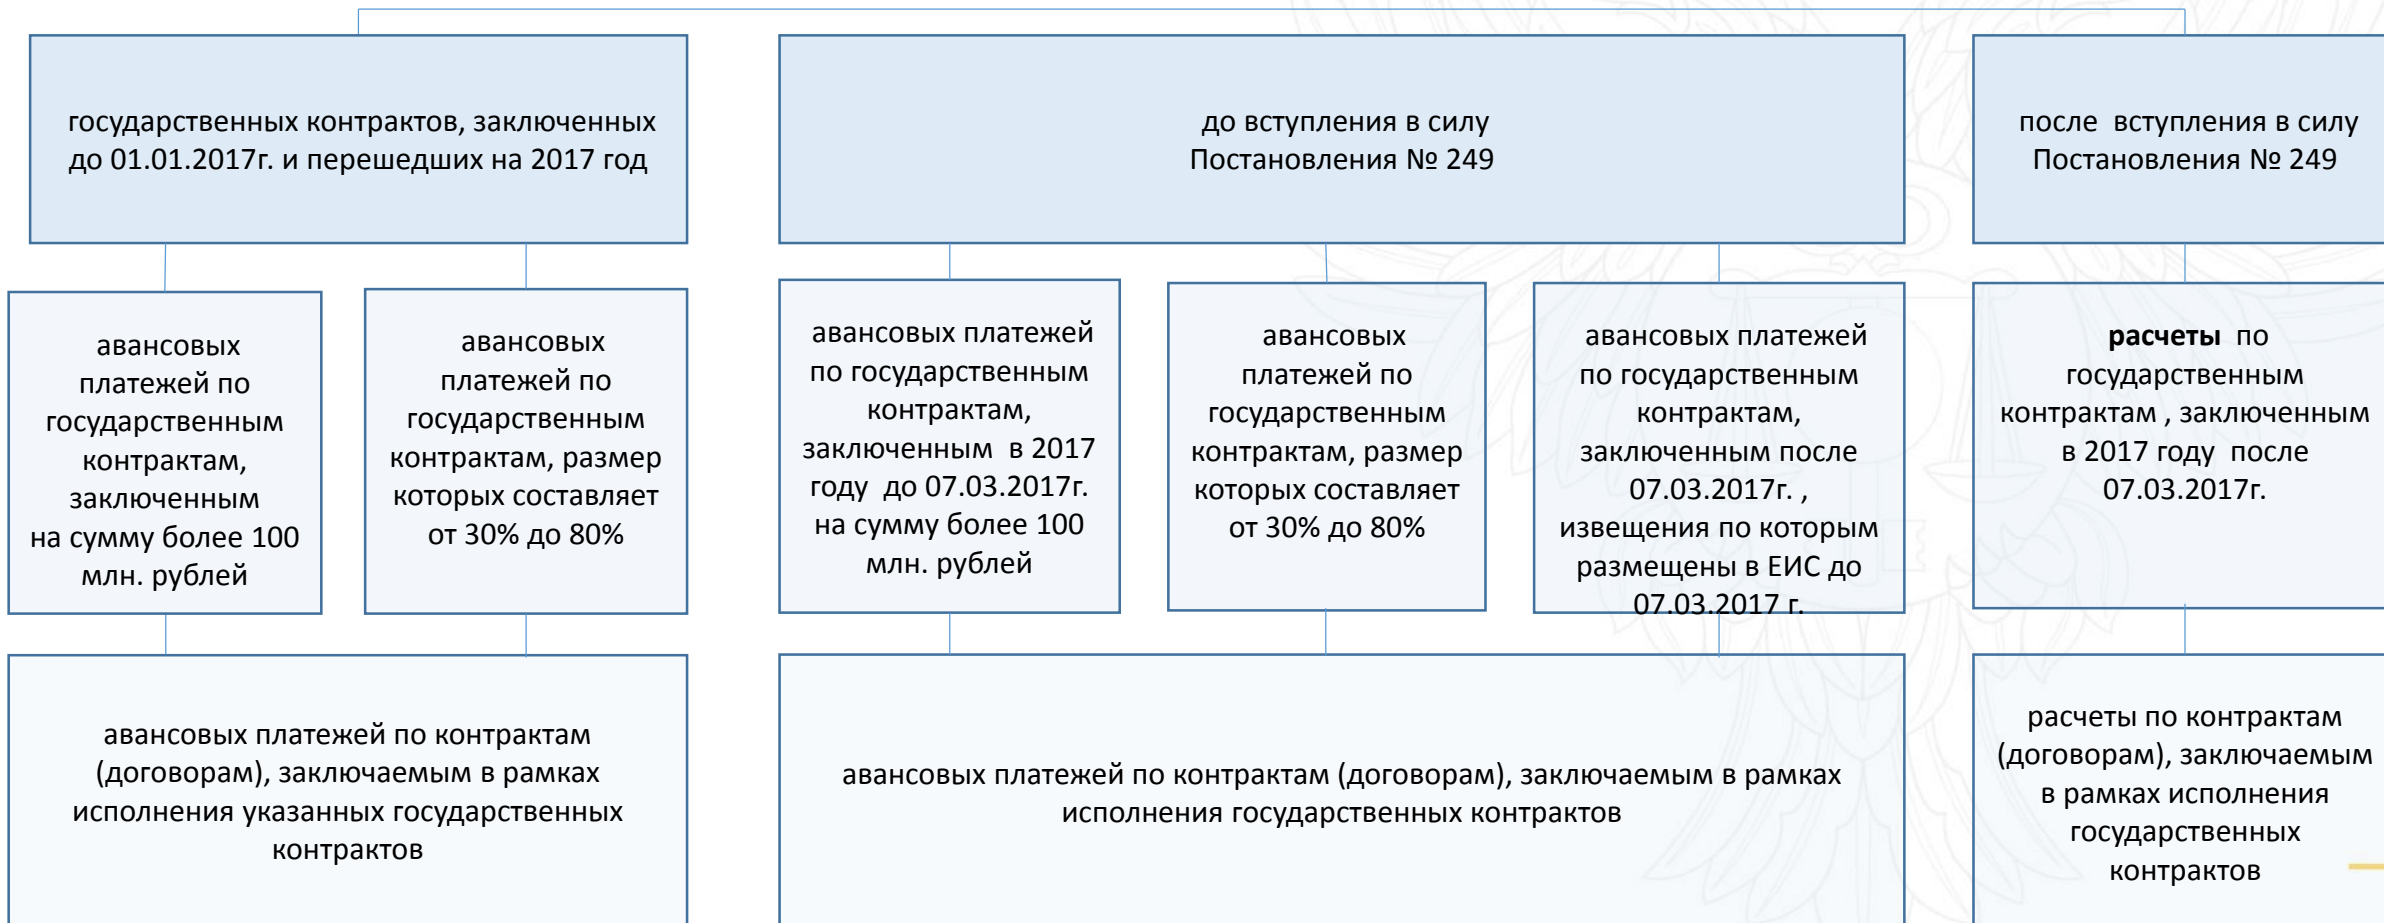 государственных контрактов, заключенных
до 01.01.2017г. и перешедших на 2017 год
до вступления в силу
Постановления № 249
после вступления в силу
Постановления № 249
авансовых
платежей по
государственным
контрактам,
заключенным
на сумму более 100
млн. рублей
авансовых
платежей по
государственным
контрактам, размер
которых составляет
от 30% до 80%
авансовых платежей
по государственным
контрактам,
заключенным в 2017
году до 07.03.2017г.
на сумму более 100
млн. рублей
авансовых
платежей по
государственным
контрактам, размер
которых составляет
от 30% до 80%
авансовых платежей
по государственным
контрактам,
заключенным после
07.03.2017г. ,
извещения по которым
размещены в ЕИС до
07.03.2017 г.
расчеты по
государственным
контрактам , заключенным
в 2017 году после
07.03.2017г.
авансовых платежей по контрактам
(договорам), заключаемым в рамках
исполнения указанных государственных
контрактов
авансовых платежей по контрактам (договорам), заключаемым в рамках
исполнения государственных контрактов
расчеты по контрактам
(договорам), заключаемым
в рамках исполнения
государственных
контрактов